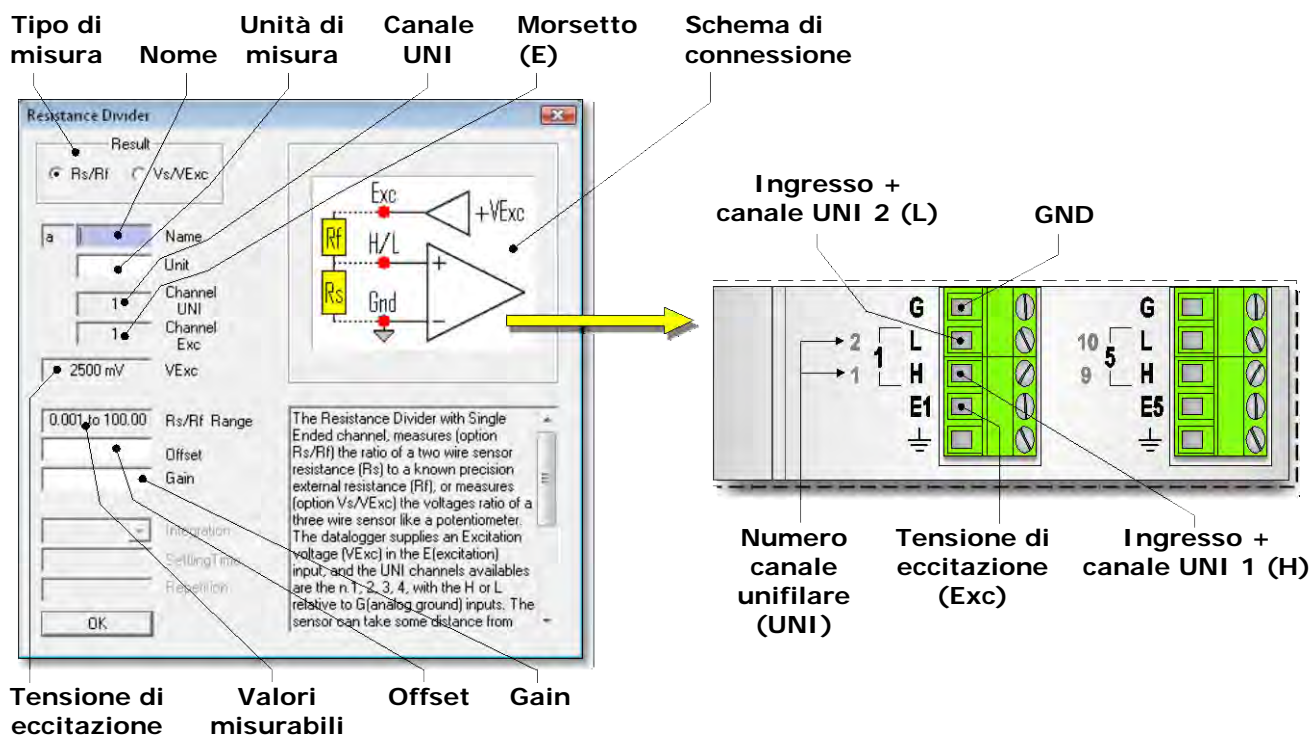 Tipo di misura
Nome
Unità di misura
Canale UNI
Morsetto (E)
Schema di connessione
Resistance Divider
Result
Rs/Rf
Vs/VExc
a
Name
Unit
1
Channel UNI
1
Channel Exc
2500 mV
VExc
0.001 to 100.00
Rs/Rf Range
Offset
Gain
Integration
SettlingTime
Repetition
OK
Exc
+VExc
Rf
H/L
+
Rs
Gnd
−
The Resistance Divider with Single
Ended channel, measures (option
Rs/Rf) the ratio of a two wire sensor
resistance (Rs) to a known precision
external resistance (Rf), or measures
(option Vs/VExc) the voltages ratio of a
three wire sensor like a potentiometer.
The datalogger supplies an Excitation
voltage (VExc) in the E(excitation)
input, and the UNI channels availables
are the n.1, 2, 3, 4, with the H or L
relative to G(analog ground) inputs. The
sensor can take some distance from
Tensione di eccitazione
Valori misurabili
Offset
Gain
Ingresso +
canale UNI 2 (L)
GND
G
2
L
1
1
H
E1
G
10
L
5
9
H
E5
Numero
canale
unifilare
(UNI)
Tensione di
eccitazione
(Exc)
Ingresso +
canale UNI 1 (H)